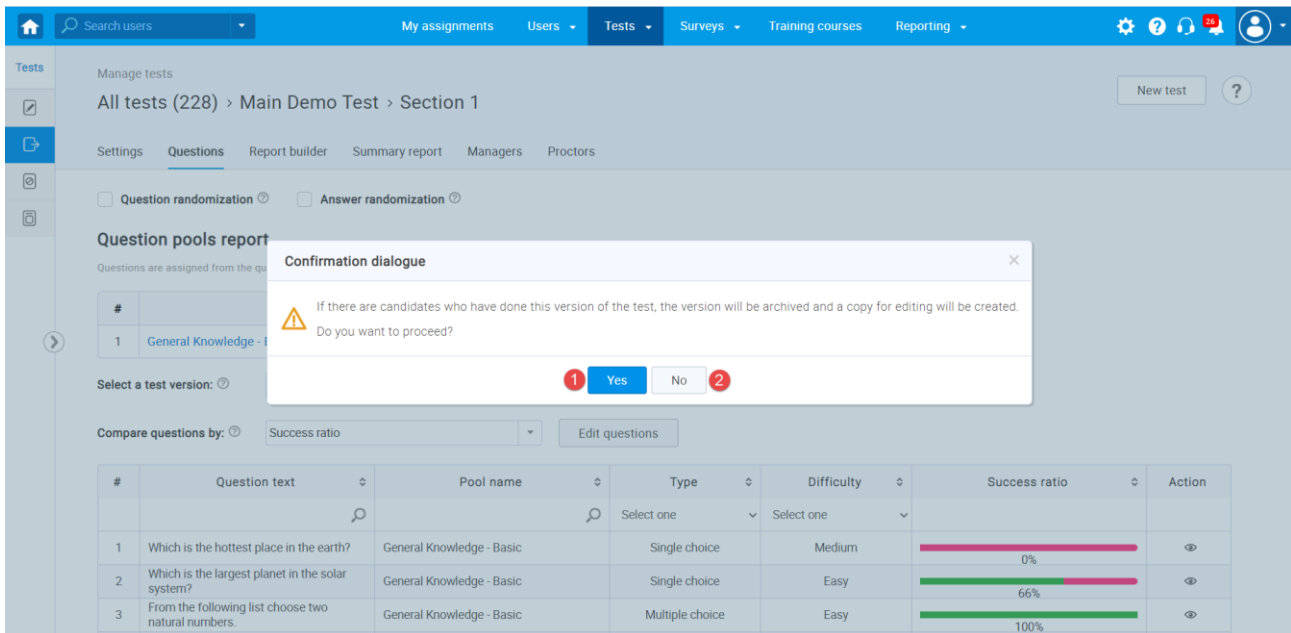 Search users
My assignments
Users
Tests
Surveys
Training courses
Reporting
26
Tests
Manage tests
All tests (228) › Main Demo Test › Section 1
New test
?
Settings
Questions
Report builder
Summary report
Managers
Proctors
Question randomization
Answer randomization
Question pools report
Questions are assigned from the qu
#
1 General Knowledge -
Confirmation dialogue
If there are candidates who have done this version of the test, the version will be archived and a copy for editing will be created.
Do you want to proceed?
1 Yes No 2
Select a test version:
Compare questions by: Success ratio Edit questions
# Question text Pool name Type Difficulty Success ratio Action
Select one Select one
1 Which is the hottest place in the earth? General Knowledge - Basic Single choice Medium 0%
2 Which is the largest planet in the solar
system? General Knowledge - Basic Single choice Easy 66%
3 From the following list choose two
natural numbers. General Knowledge - Basic Multiple choice Easy 100%